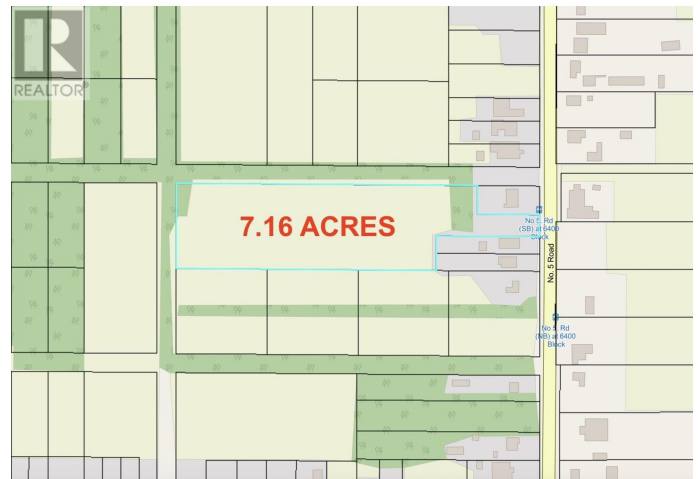 R
REALTOR®
7.16 ACRES
No 5 Rd
(SB) at 6400
Block
No. 5 Road
No 5 Rd
(NB) at 6400
Block